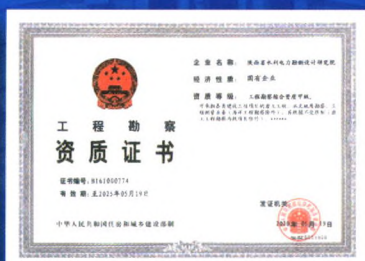 企业名称：陕西省水利电力勘测设计研究院
经济性质：国有企业
资质等级：工程勘察综合资质甲级。
工程勘察
资质证书
证书编号：B161000774
有效期：至2025年05月19日
发证机关
中华人民共和国住房和城乡建设部制